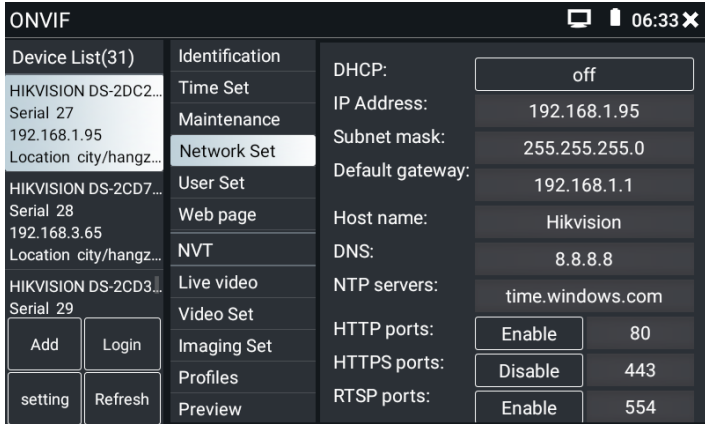 ONVIF
06:33
Device List(31)
HIKVISION DS-2DC2...
Serial 27
192.168.1.95
Location city/hangz...
HIKVISION DS-2CD7...
Serial 28
192.168.3.65
Location city/hangz...
HIKVISION DS-2CD3...
Serial 29
Add
Login
setting
Refresh
Identification
Time Set
Maintenance
Network Set
User Set
Web page
NVT
Live video
Video Set
Imaging Set
Profiles
Preview
DHCP: off
IP Address: 192.168.1.95
Subnet mask: 255.255.255.0
Default gateway: 192.168.1.1
Host name: Hikvision
DNS: 8.8.8.8
NTP servers: time.windows.com
HTTP ports: Enable 80
HTTPS ports: Disable 443
RTSP ports: Enable 554